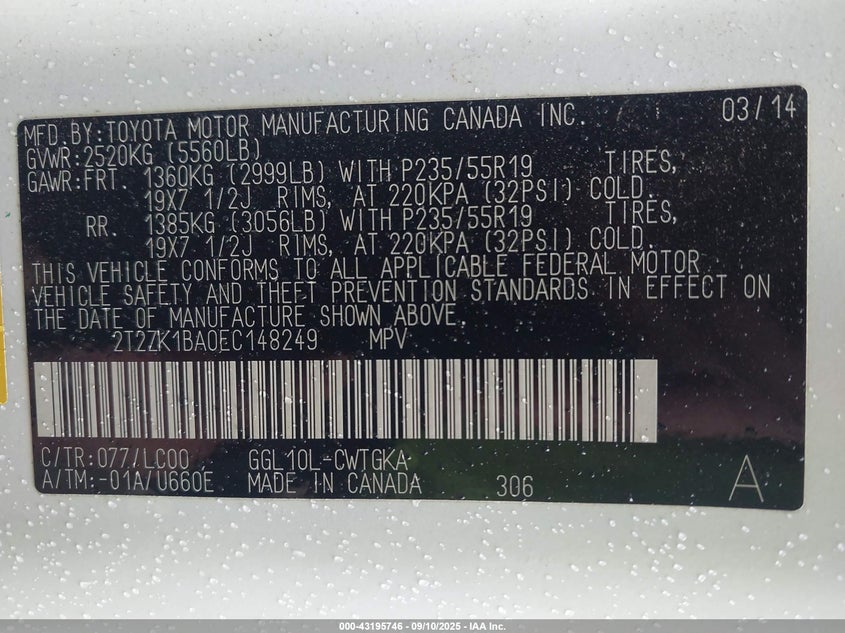 MFD BY: TOYOTA MOTOR MANUFACTURING CANADA INC. 03/14
GVWR: 2520KG (5560LB)
GAWR: FRT. 1360KG (2999LB) WITH P235/55R19 TIRES,
19X7 1/2J RIMS, AT 220KPA (32PSI) COLD.
RR. 1385KG (3056LB) WITH P235/55R19 TIRES,
19X7 1/2J RIMS, AT 220KPA (32PSI) COLD.
THIS VEHICLE CONFORMS TO ALL APPLICABLE FEDERAL MOTOR
VEHICLE SAFETY AND THEFT PREVENTION STANDARDS IN EFFECT ON
THE DATE OF MANUFACTURE SHOWN ABOVE.
2T2ZK1BA0EC148249 MPV
C/TR: 077/LC00 GGL10L-CWTGKA
A/TM: -01A/U660E MADE IN CANADA 306 A
000-43195746 - 09/10/2025 - IAA Inc.